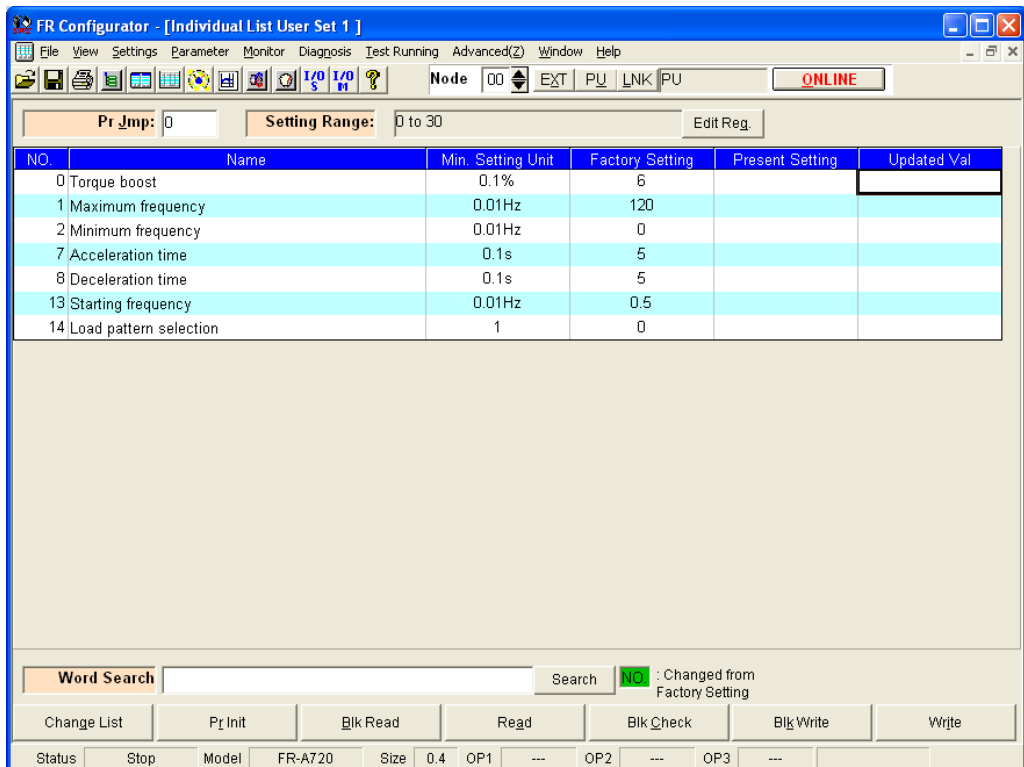 FR Configurator - [Individual List User Set 1 ]
File View Settings Parameter Monitor Diagnosis Test Running Advanced(Z) Window Help
I/O S I/O M ? Node 00 EXT PU LNK PU ONLINE
Pr Jmp: 0 Setting Range: 0 to 30 Edit Reg.
NO. Name Min. Setting Unit Factory Setting Present Setting Updated Val
0 Torque boost 0.1% 6
1 Maximum frequency 0.01Hz 120
2 Minimum frequency 0.01Hz 0
7 Acceleration time 0.1s 5
8 Deceleration time 0.1s 5
13 Starting frequency 0.01Hz 0.5
14 Load pattern selection 1 0
Word Search Search NO. : Changed from
Factory Setting
Change List Pr Init Blk Read Read Blk Check Blk Write Write
Status Stop Model FR-A720 Size 0.4 OP1 --- OP2 --- OP3 ---